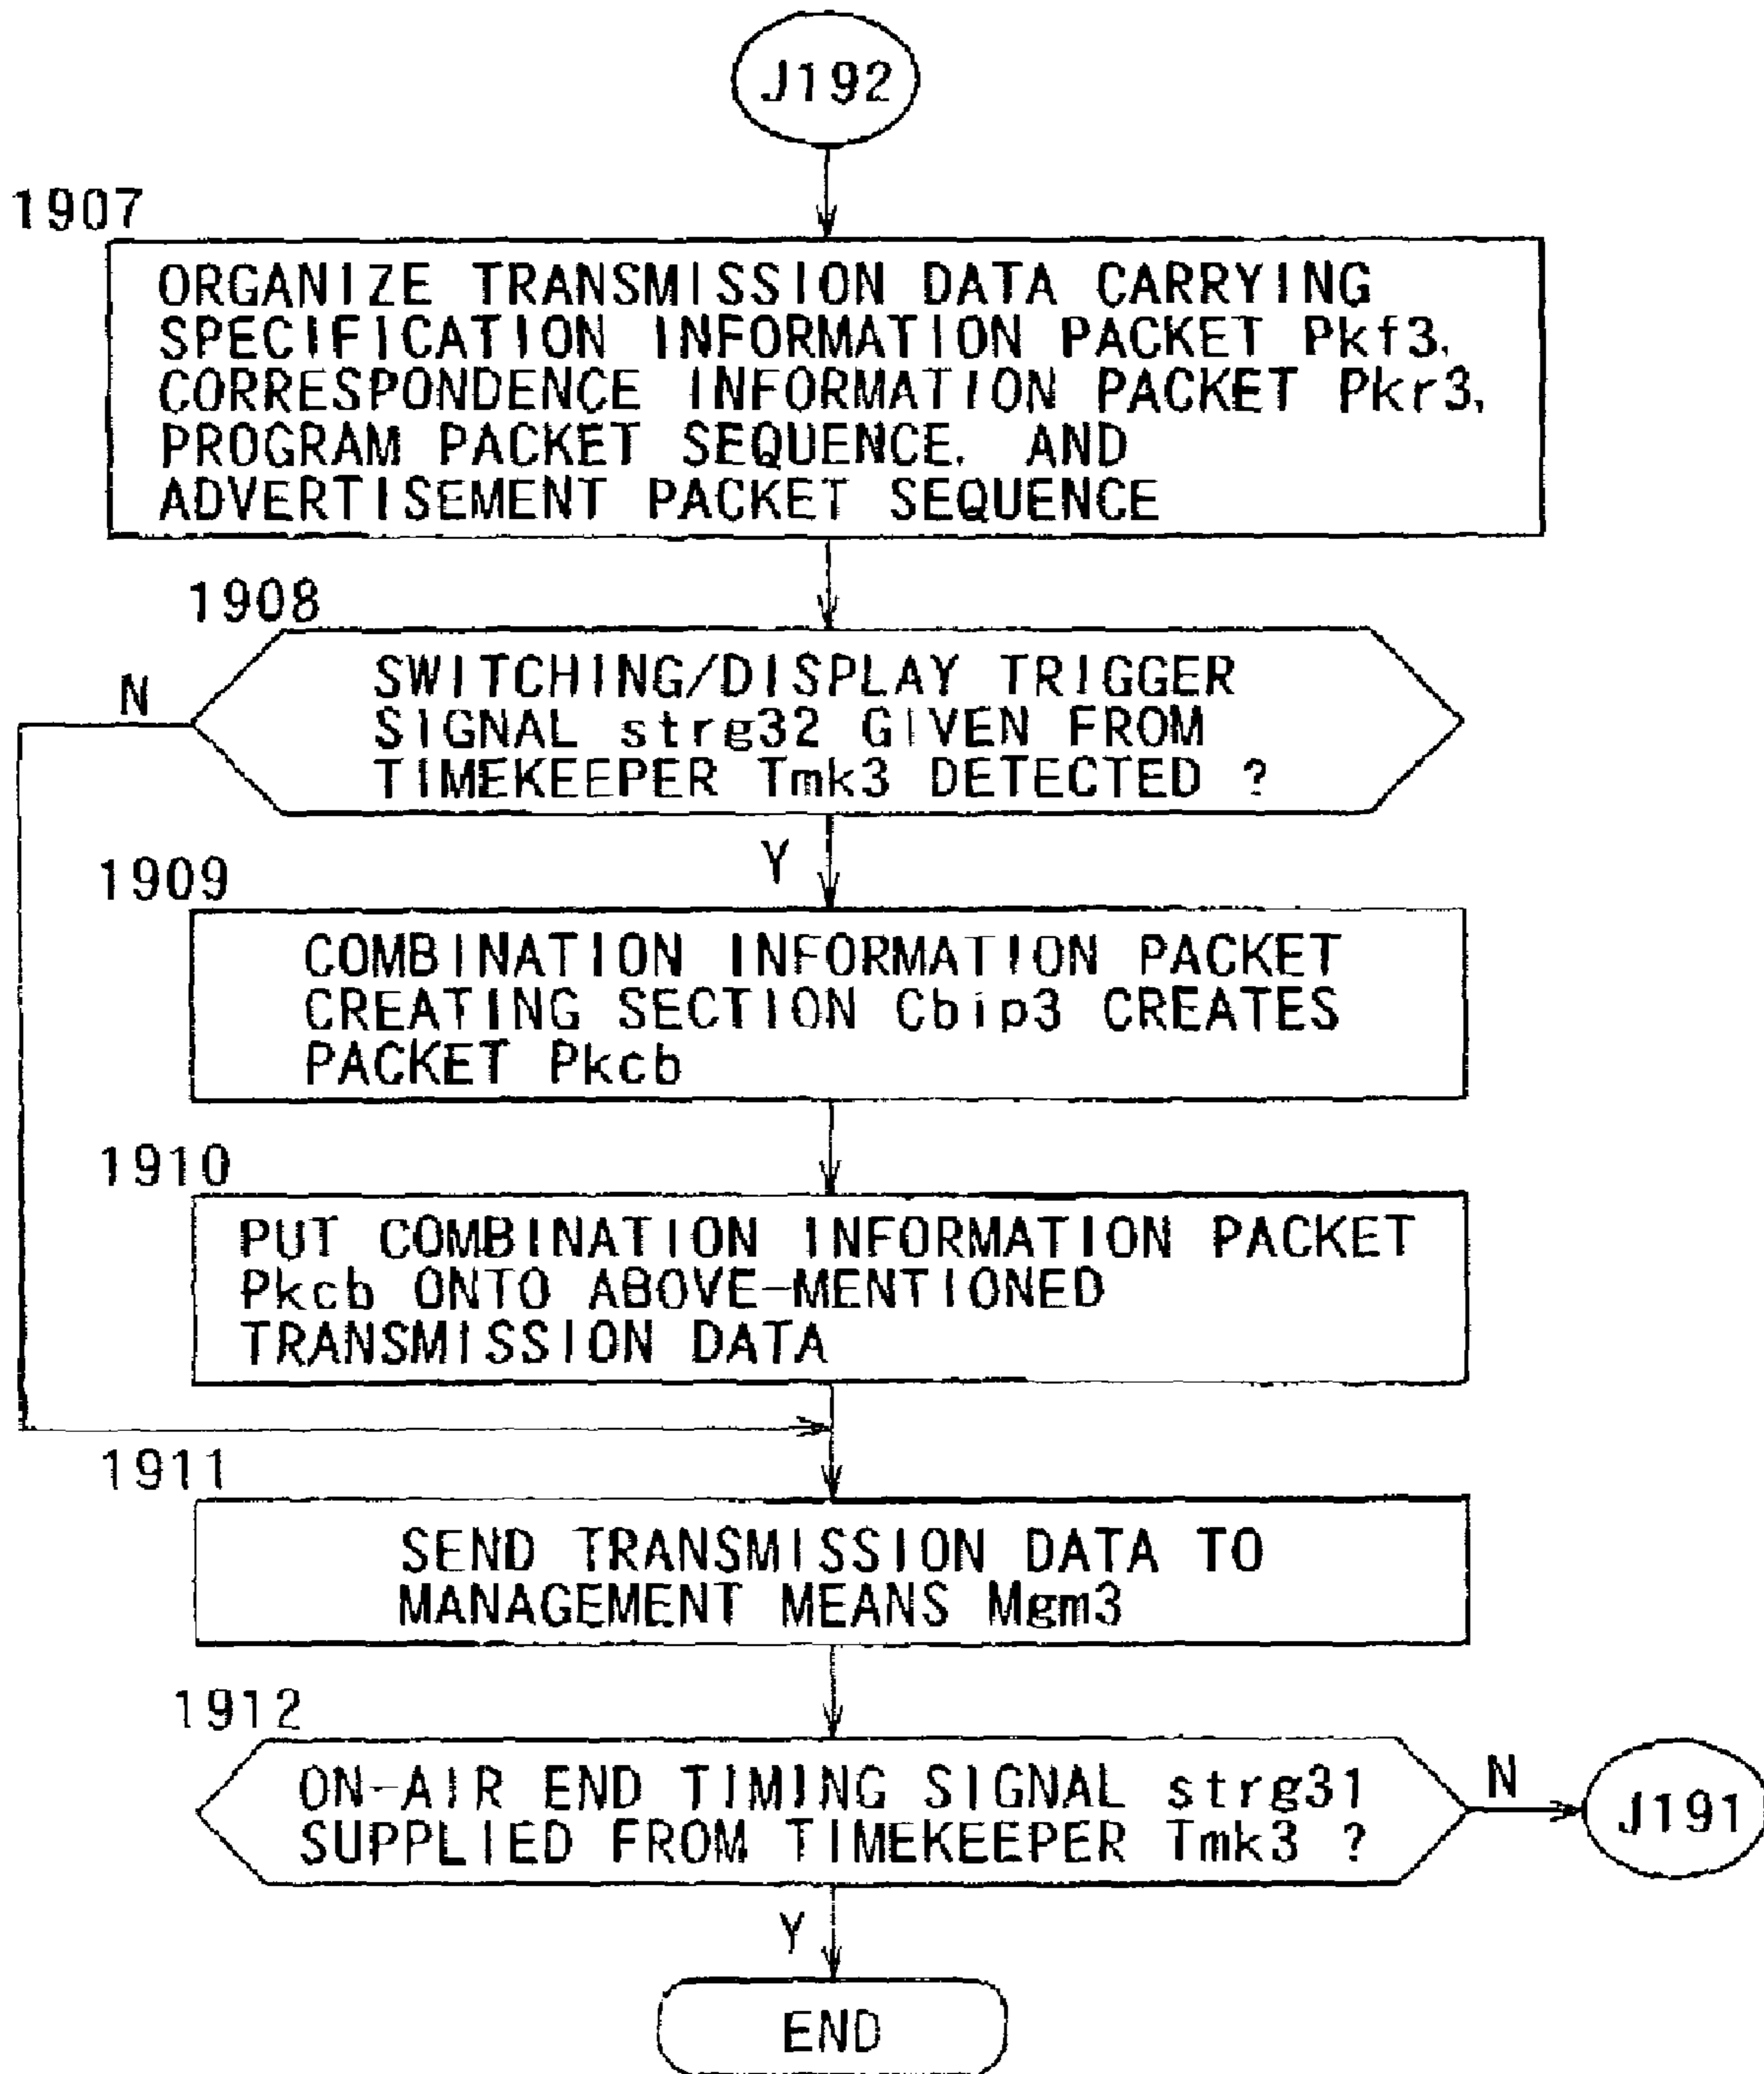 J192
1907
ORGANIZE TRANSMISSION DATA CARRYING
SPECIFICATION INFORMATION PACKET Pkf3,
CORRESPONDENCE INFORMATION PACKET Pkr3,
PROGRAM PACKET SEQUENCE, AND
ADVERTISEMENT PACKET SEQUENCE
1908
N
SWITCHING/DISPLAY TRIGGER
SIGNAL strg32 GIVEN FROM
TIMEKEEPER Tmk3 DETECTED ?
Y
1909
COMBINATION INFORMATION PACKET
CREATING SECTION Cbip3 CREATES
PACKET Pkcb
1910
PUT COMBINATION INFORMATION PACKET
Pkcb ONTO ABOVE-MENTIONED
TRANSMISSION DATA
1911
SEND TRANSMISSION DATA TO
MANAGEMENT MEANS Mgm3
1912
ON-AIR END TIMING SIGNAL strg31
SUPPLIED FROM TIMEKEEPER Tmk3 ?
N
J191
Y
END